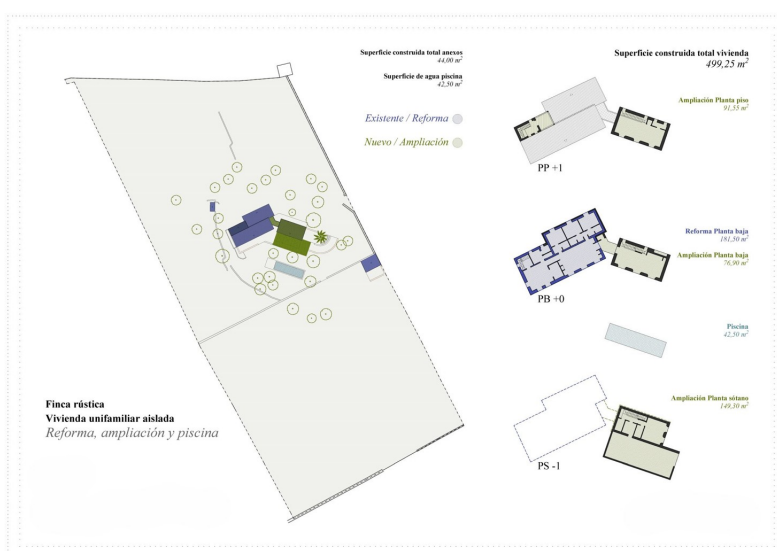 Superficie construida total anexos
44,00 m²
Superficie de agua piscina
42,50 m²
Existente / Reforma
Nuevo / Ampliación
Superficie construida total vivienda
499,25 m²
Ampliación Planta piso
91,55 m²
PP +1
Reforma Planta baja
181,50 m²
Ampliación Planta baja
76,90 m²
PB +0
Piscina
42,50 m²
Ampliación Planta sótano
149,30 m²
PS -1
Finca rústica
Vivienda unifamiliar aislada
Reforma, ampliación y piscina